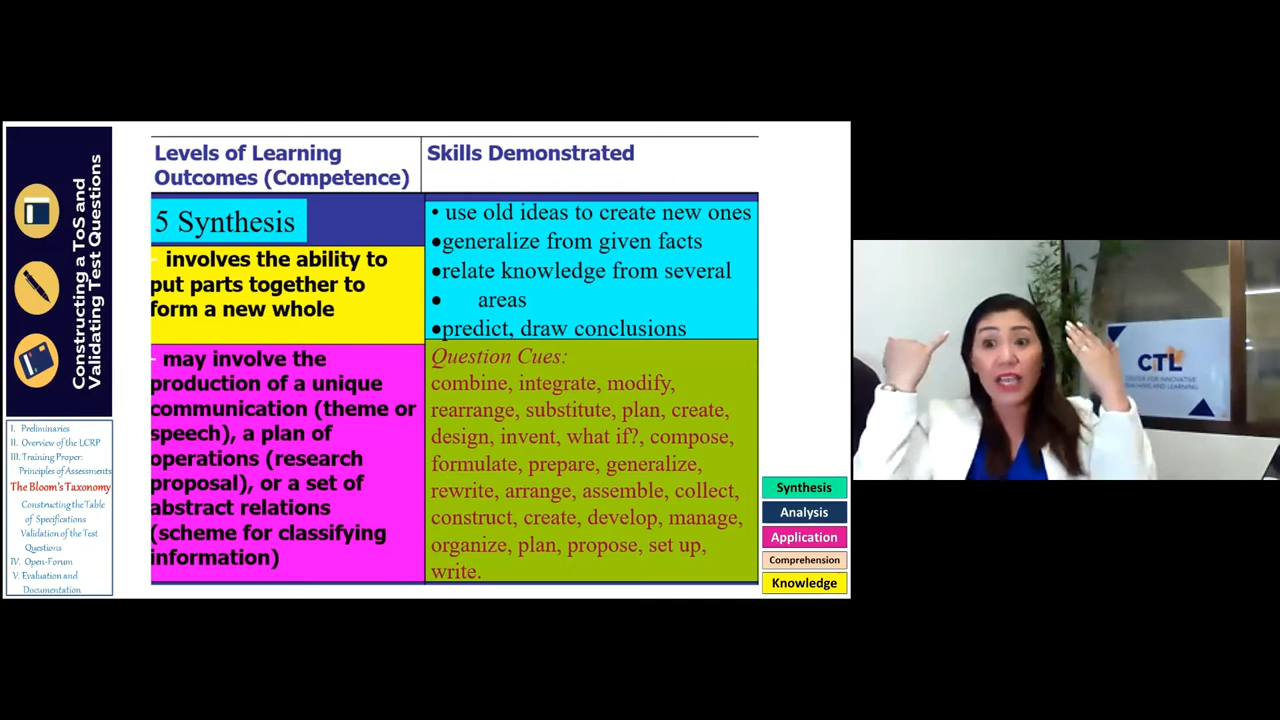 Constructing a ToS and
Validating Test Questions
I. Preliminaries
II. Overview of the LCRP
III. Training Proper:
Principles of Assessments
The Bloom's Taxonomy
Constructing the Table
of Specifications
Validation of the Test
Questions
IV. Open-Forum
V. Evaluation and
Documentation
Levels of Learning
Outcomes (Competence)
5 Synthesis
- involves the ability to
put parts together to
form a new whole
- may involve the
production of a unique
communication (theme or
speech), a plan of
operations (research
proposal), or a set of
abstract relations
(scheme for classifying
information)
Skills Demonstrated
• use old ideas to create new ones
●generalize from given facts
●relate knowledge from several
● areas
●predict, draw conclusions
Question Cues:
combine, integrate, modify,
rearrange, substitute, plan, create,
design, invent, what if?, compose,
formulate, prepare, generalize,
rewrite, arrange, assemble, collect,
construct, create, develop, manage,
organize, plan, propose, set up,
write.
Synthesis
Analysis
Application
Comprehension
Knowledge
CTL
CENTER FOR INNOVATIVE
TEACHING AND LEARNING